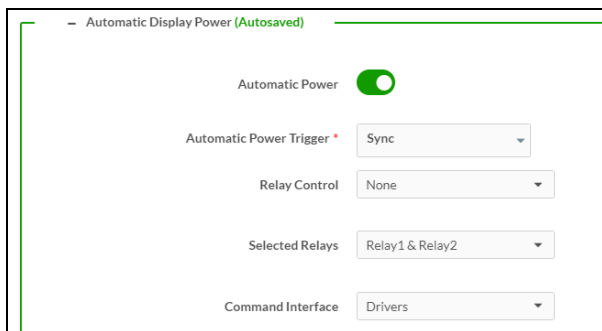 – Automatic Display Power (Autosaved)
Automatic Power
Automatic Power Trigger * Sync
Relay Control None
Selected Relays Relay1 & Relay2
Command Interface Drivers